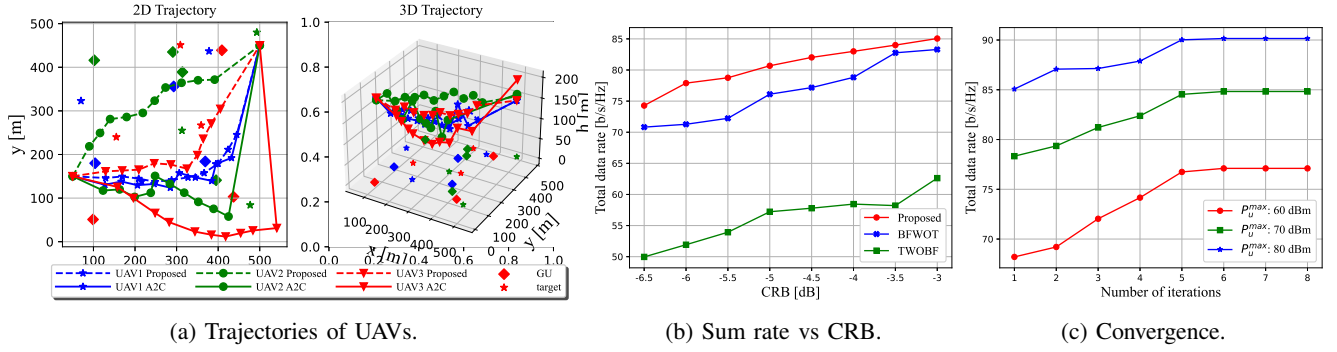 2D Trajectory
500
400
300
200
100
0
y [m]
100 200 300 400 500
3D Trajectory
1.0
0.8
0.6
0.4
0.2
0.0
0.0 0.2 0.4 0.6 0.8 1.0
200
150
100
50
0
h [m]
500
400
300
200
100
0
y [m]
100
200
300
400
500
x [m]
UAV1 Proposed UAV2 Proposed UAV3 Proposed GU
UAV1 A2C UAV2 A2C UAV3 A2C target
(a) Trajectories of UAVs.
Total data rate [b/s/Hz]
85
80
75
70
65
60
55
50
Proposed
BFWOT
TWOBF
-6.5 -6 -5.5 -5 -4.5 -4 -3.5 -3
CRB [dB]
(b) Sum rate vs CRB.
Total data rate [b/s/Hz]
90
85
80
75
70
P_u^max: 60 dBm
P_u^max: 70 dBm
P_u^max: 80 dBm
1 2 3 4 5 6 7 8
Number of iterations
(c) Convergence.